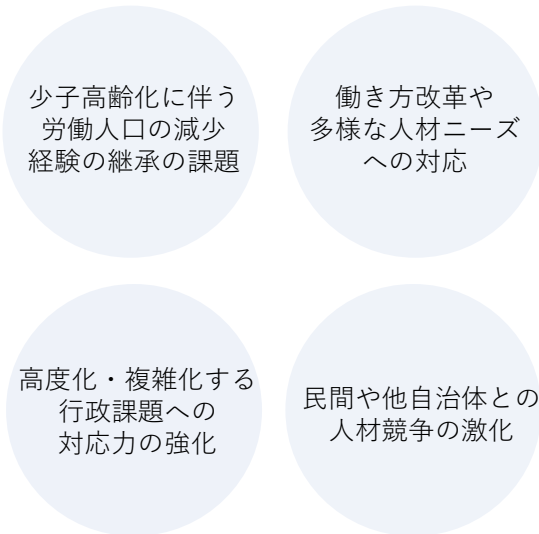 少子高齢化に伴う
労働人口の減少
経験の継承の課題
働き方改革や
多様な人材ニーズ
への対応
高度化・複雑化する
行政課題への
対応力の強化
民間や他自治体との
人材競争の激化